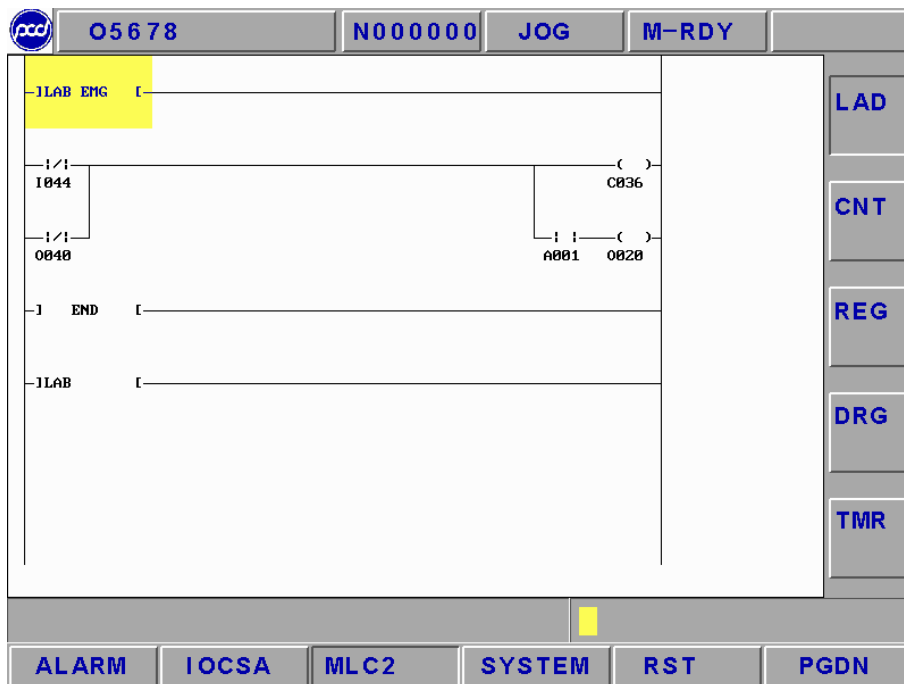 pcd O5678 N000000 JOG M-RDY
]LAB EMG [
LAD
I044 C036
CNT
O040 A001 O020
] END [
REG
]LAB [
DRG
TMR
ALARM IOCSA MLC2 SYSTEM RST PGDN